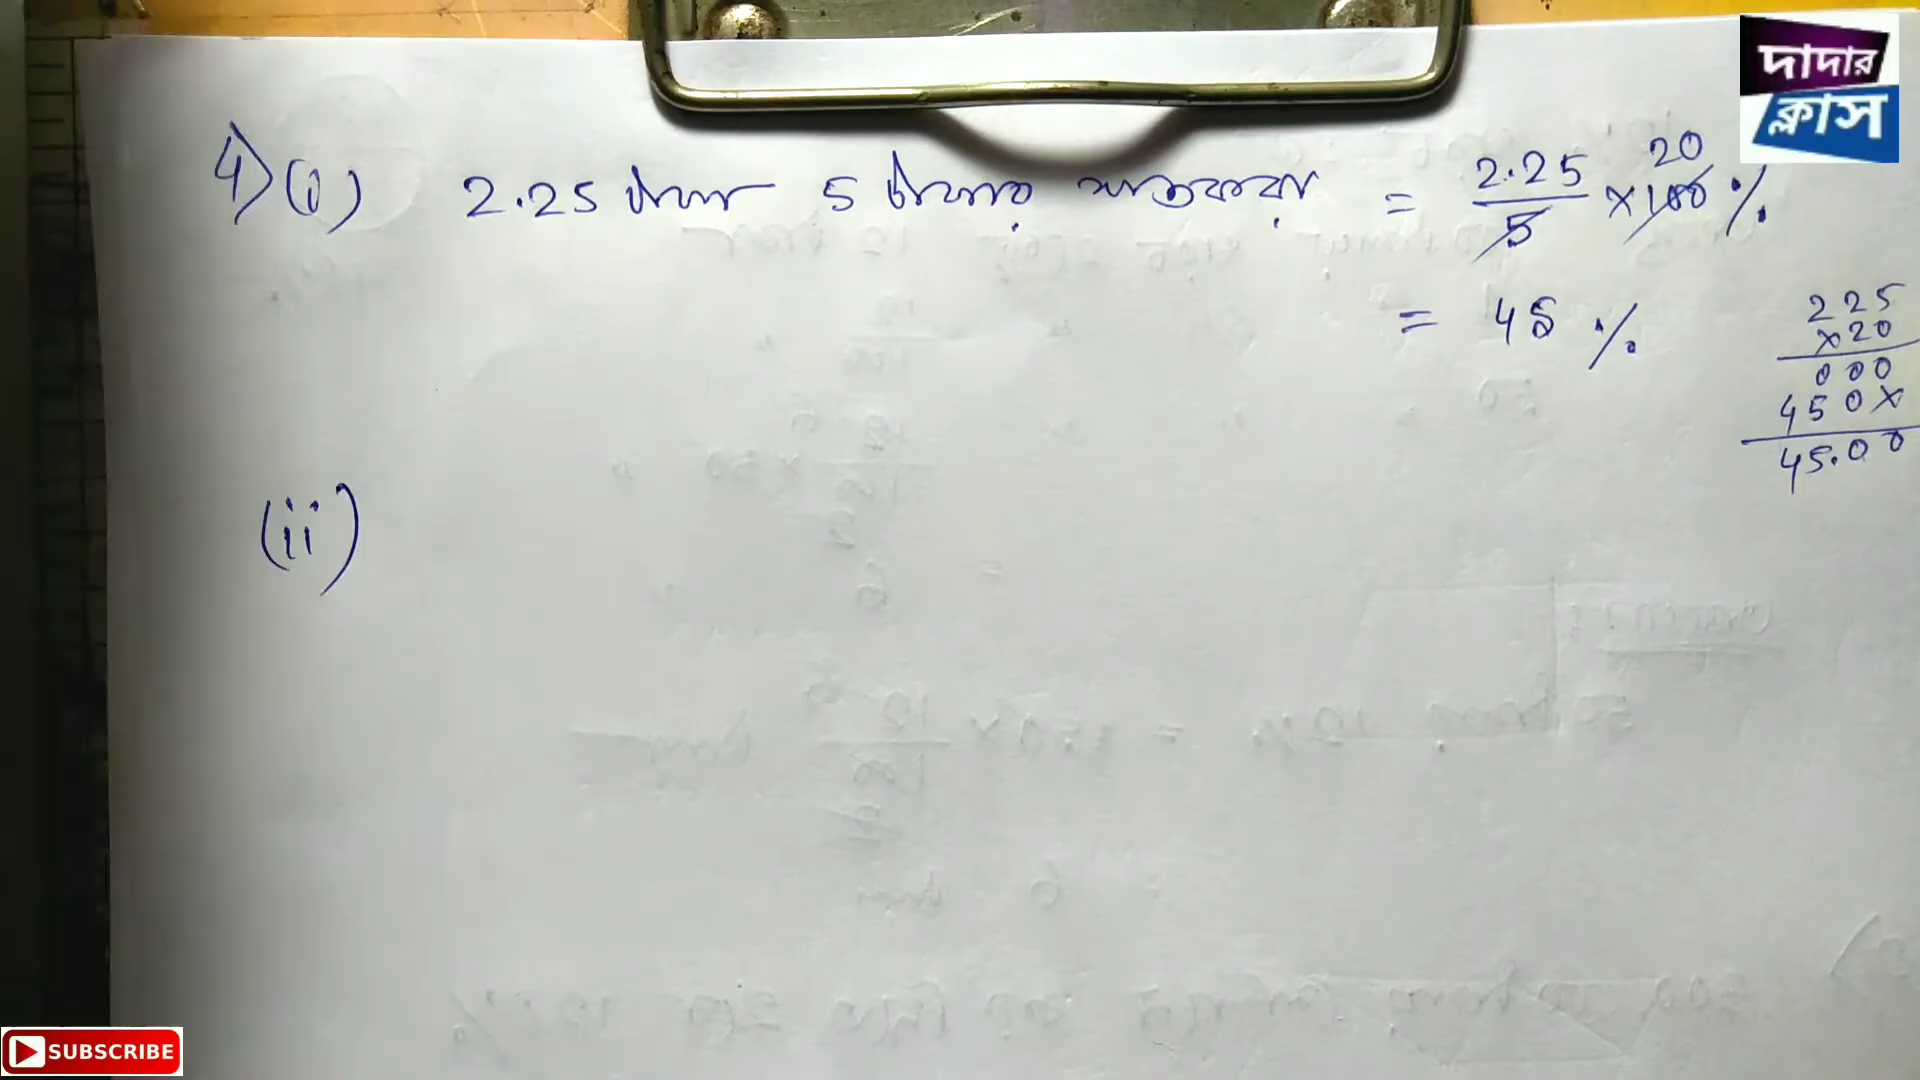 দাদার
ক্লাস
4) (i) 2.25 টাকা 5 টাকার শতকরা = 2.25/5 × 100 % 20
= 45 %
225
×20
000
450×
45.00
(ii)
SUBSCRIBE